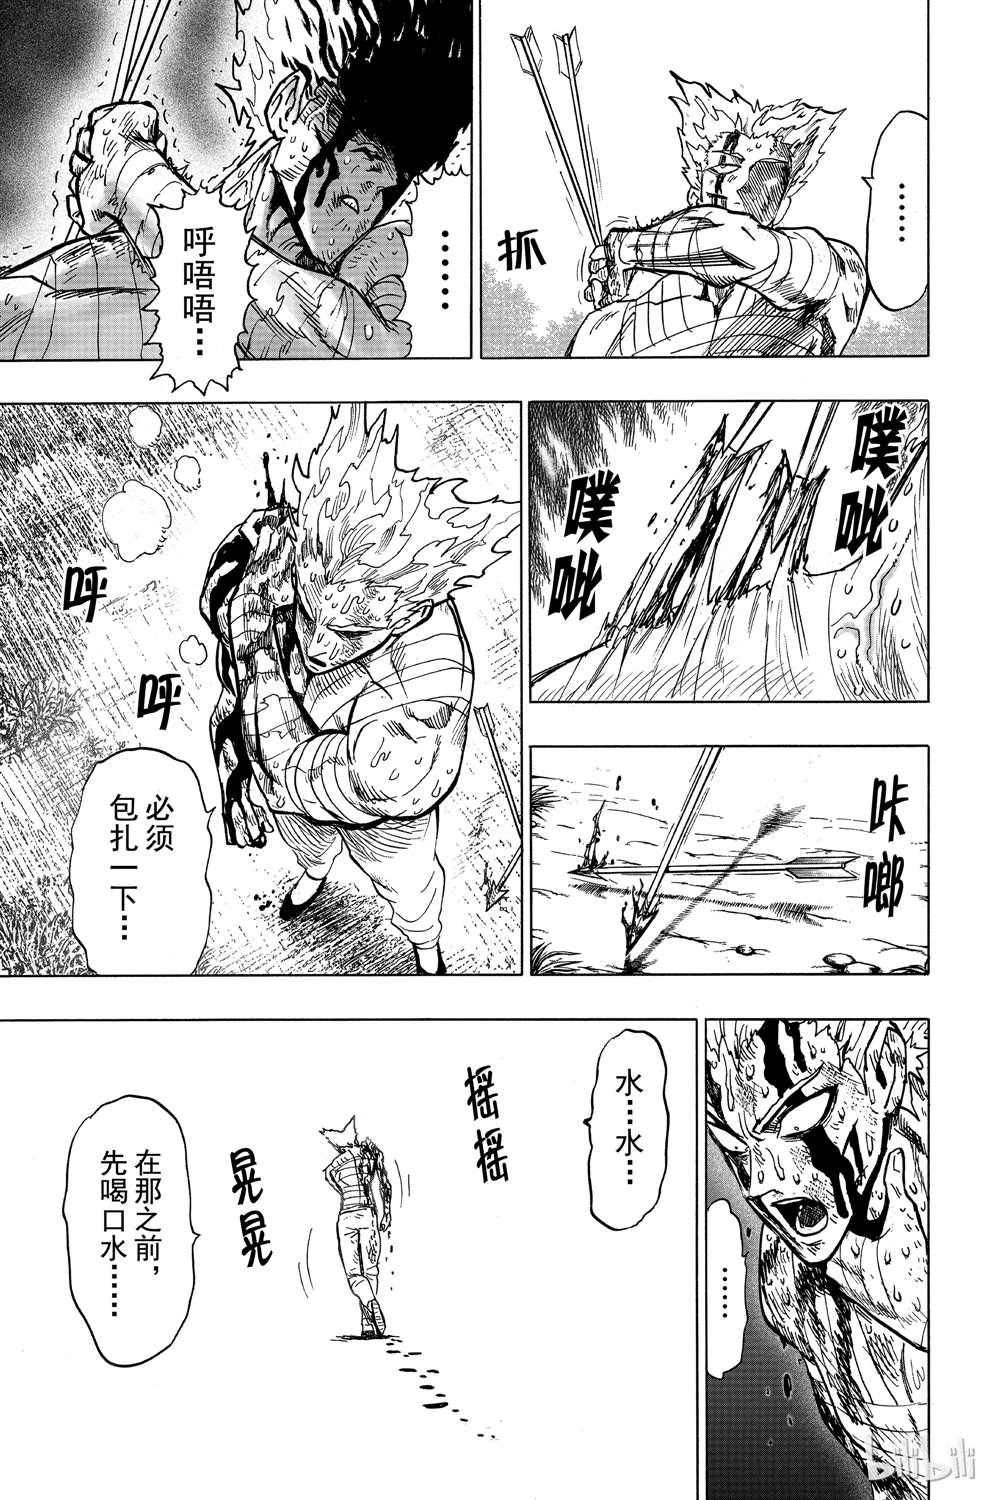 ……
抓
……
呼唔唔…
噗呲
噗呲
咔啷
呼
呼
必须
包扎一下…
……
水…水…
摇摇
晃晃
在那之前，
先喝口水……
bilibili